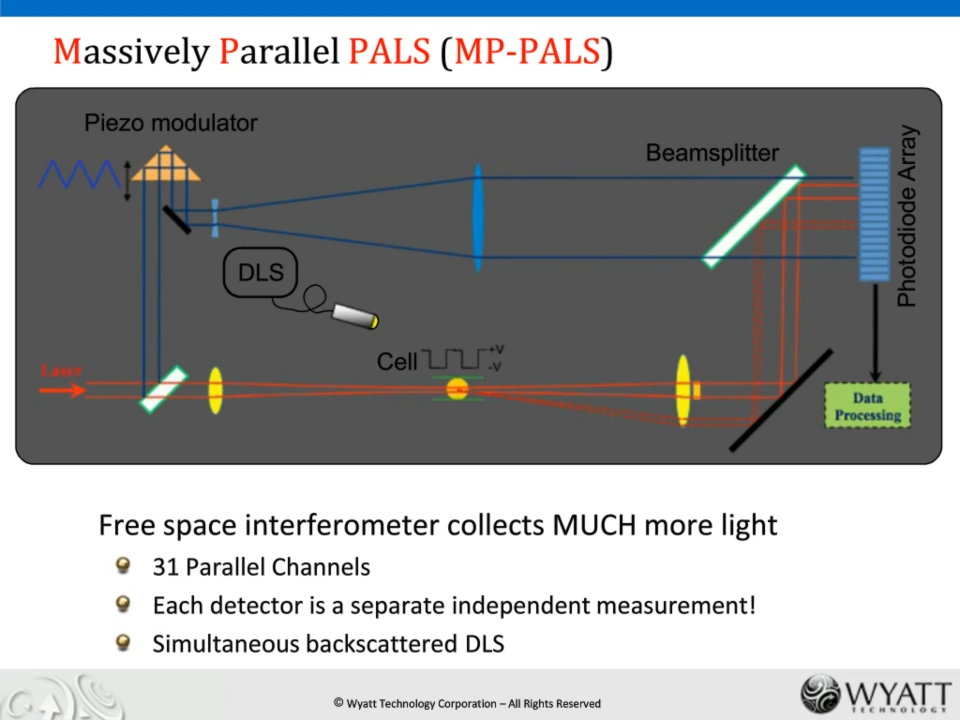 Massively Parallel PALS (MP-PALS)
Piezo modulator
Beamsplitter
Photodiode Array
DLS
Cell
+V
-V
Laser
Data
Processing
Free space interferometer collects MUCH more light
31 Parallel Channels
Each detector is a separate independent measurement!
Simultaneous backscattered DLS
© Wyatt Technology Corporation – All Rights Reserved
WYATT
TECHNOLOGY